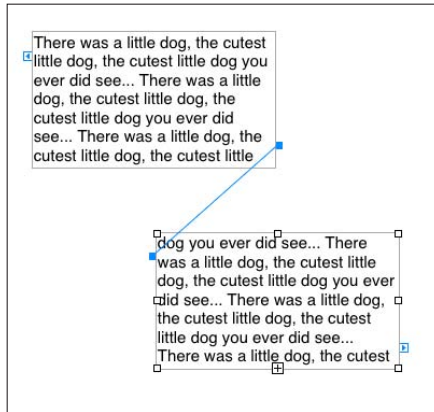 There was a little dog, the cutest
little dog, the cutest little dog you
ever did see... There was a little
dog, the cutest little dog, the
cutest little dog you ever did
see... There was a little dog, the
cutest little dog, the cutest little
dog you ever did see... There
was a little dog, the cutest little
dog, the cutest little dog you ever
did see... There was a little dog,
the cutest little dog, the cutest
little dog you ever did see...
There was a little dog, the cutest